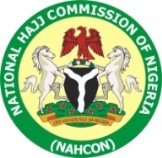 NATIONAL HAJJ COMMISSION OF NIGERIA
(NAHCON)